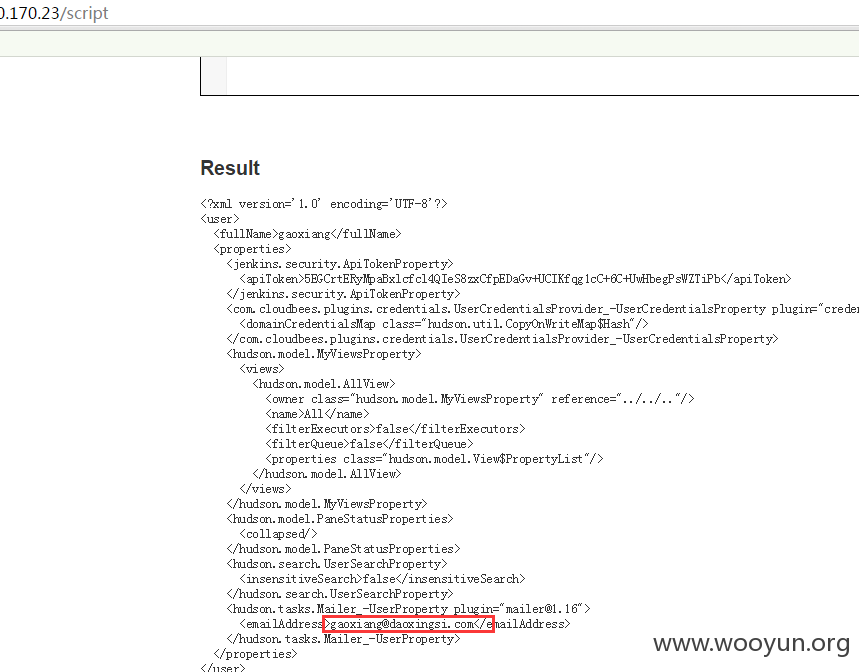 0.170.23/script
Result
<?xml version='1.0' encoding='UTF-8'?>
<user>
<fullName>gaoxiang</fullName>
<properties>
<jenkins.security.ApiTokenProperty>
<apiToken>5EGCrtERyMpaBxlcfcl4QIeS8zxCfpEDaGv+UCIKfqg1cC+6C+UwHbegPsWZTiPb</apiToken>
</jenkins.security.ApiTokenProperty>
<com.cloudbees.plugins.credentials.UserCredentialsProvider_-UserCredentialsProperty plugin="creden
<domainCredentialsMap class="hudson.util.CopyOnWriteMap$Hash"/>
</com.cloudbees.plugins.credentials.UserCredentialsProvider_-UserCredentialsProperty>
<hudson.model.MyViewsProperty>
<views>
<hudson.model.AllView>
<owner class="hudson.model.MyViewsProperty" reference="../../.."/>
<name>All</name>
<filterExecutors>false</filterExecutors>
<filterQueue>false</filterQueue>
<properties class="hudson.model.View$PropertyList"/>
</hudson.model.AllView>
</views>
</hudson.model.MyViewsProperty>
<hudson.model.PaneStatusProperties>
<collapsed/>
</hudson.model.PaneStatusProperties>
<hudson.search.UserSearchProperty>
<insensitiveSearch>false</insensitiveSearch>
</hudson.search.UserSearchProperty>
<hudson.tasks.Mailer_-UserProperty plugin="mailer@1.16">
<emailAddress>gaoxiang@daoxingsi.com</emailAddress>
</hudson.tasks.Mailer_-UserProperty>
</properties>
</user>
www.wooyun.org